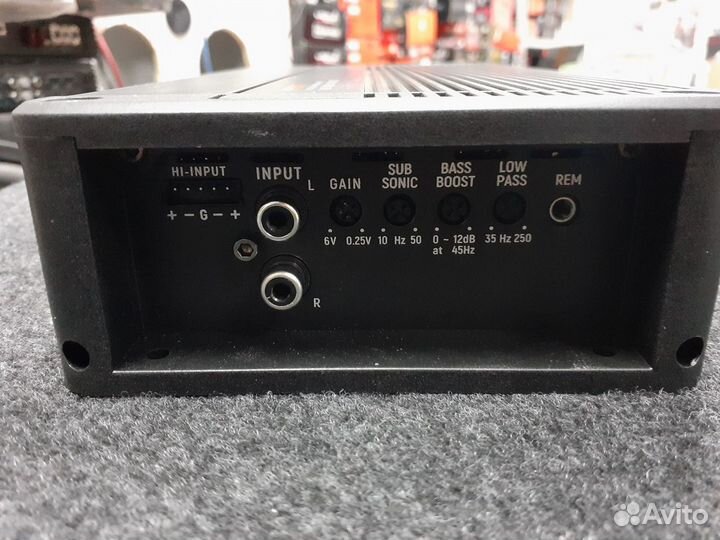 HI-INPUT
+ - G - +
INPUT
L
R
GAIN
6V 0.25V
SUB
SONIC
10 Hz 50
BASS
BOOST
0 ~ 12dB
at 45Hz
LOW
PASS
35 Hz 250
REM
Avito